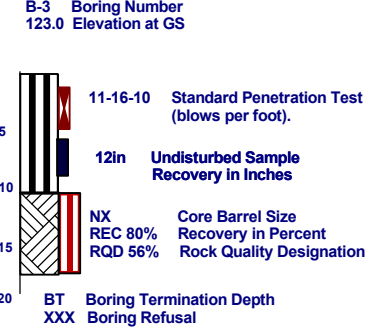 B-3 Boring Number
123.0 Elevation at GS
11-16-10 Standard Penetration Test
(blows per foot).
5
12in Undisturbed Sample
Recovery in Inches
10
NX Core Barrel Size
REC 80% Recovery in Percent
RQD 56% Rock Quality Designation
15
20 BT Boring Termination Depth
XXX Boring Refusal